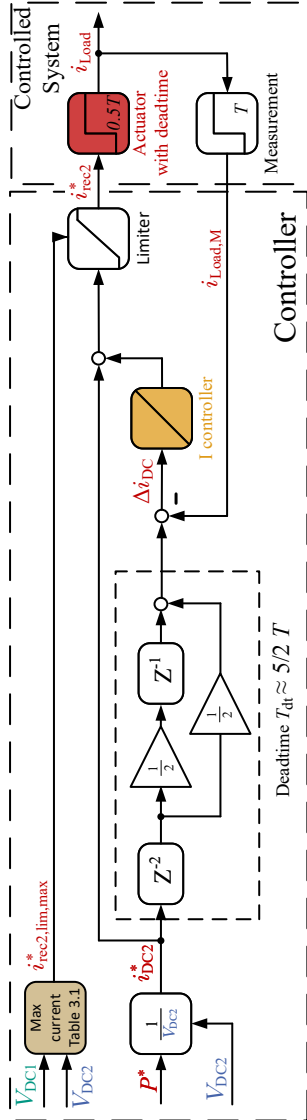 V_DC1
V_DC2
Max
current
Table 3.1
i*_rec2,lim,max
P*
V_DC2
1/V_DC2
i*_DC2
Z^-2
1/2
Z^-1
1/2
Deadtime T_dt ≈ 5/2 T
Δi_DC
-
I controller
i_Load,M
Limiter
Controller
i*_rec2
Controlled
System
0.5T
Actuator
with deadtime
i_Load
T
Measurement